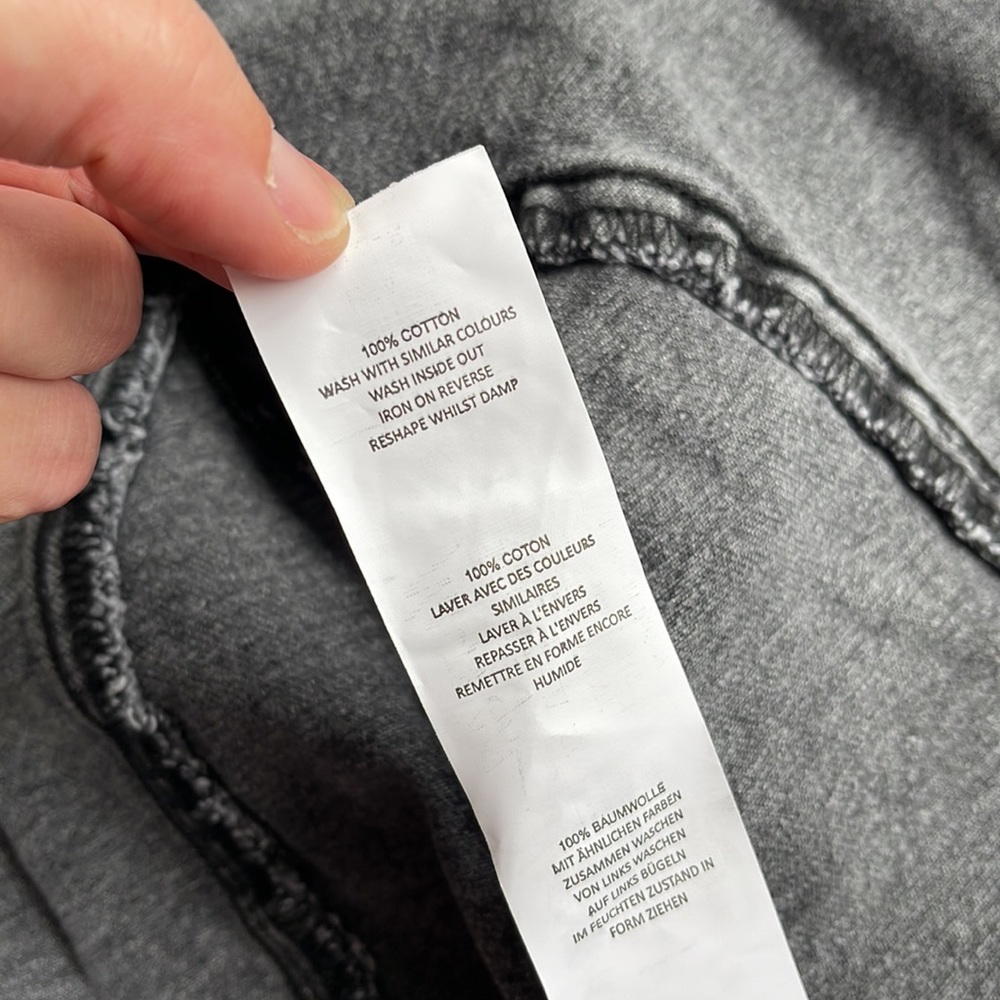 100% COTTON
WASH WITH SIMILAR COLOURS
WASH INSIDE OUT
IRON ON REVERSE
RESHAPE WHILST DAMP
100% COTON
LAVER AVEC DES COULEURS
SIMILAIRES
LAVER À L'ENVERS
REPASSER À L'ENVERS
REMETTRE EN FORME ENCORE
HUMIDE
100% BAUMWOLLE
MIT ÄHNLICHEN FARBEN
ZUSAMMEN WASCHEN
VON LINKS WASCHEN
AUF LINKS BÜGELN
IM FEUCHTEN ZUSTAND IN
FORM ZIEHEN